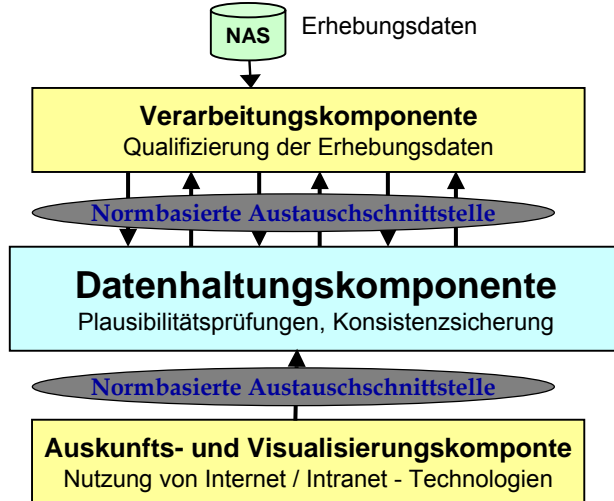 NAS
Erhebungsdaten
Verarbeitungskomponente
Qualifizierung der Erhebungsdaten
Normbasierte Austauschschnittstelle
Datenhaltungskomponente
Plausibilitätsprüfungen, Konsistenzsicherung
Normbasierte Austauschschnittstelle
Auskunfts- und Visualisierungskomponte
Nutzung von Internet / Intranet - Technologien